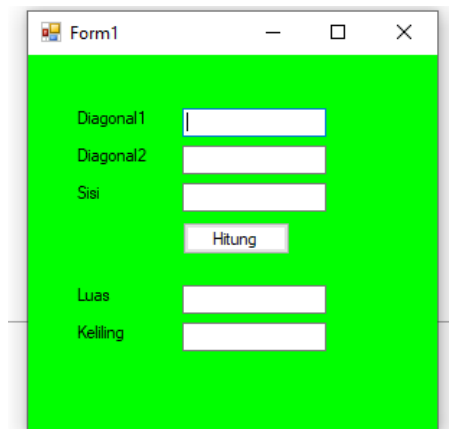 Form1
Diagonal1
Diagonal2
Sisi
Hitung
Luas
Keliling